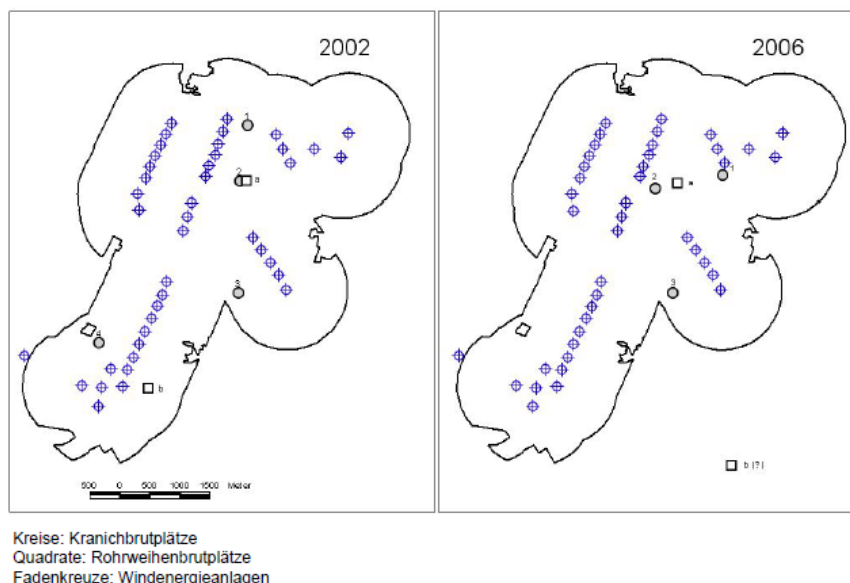 2002
2006
1
2
a
3
4
b
500 0 500 1000 1500 Meter
1
2
a
3
b (?)
Kreise: Kranichbrutplätze
Quadrate: Rohrweihenbrutplätze
Fadenkreuze: Windenergieanlagen